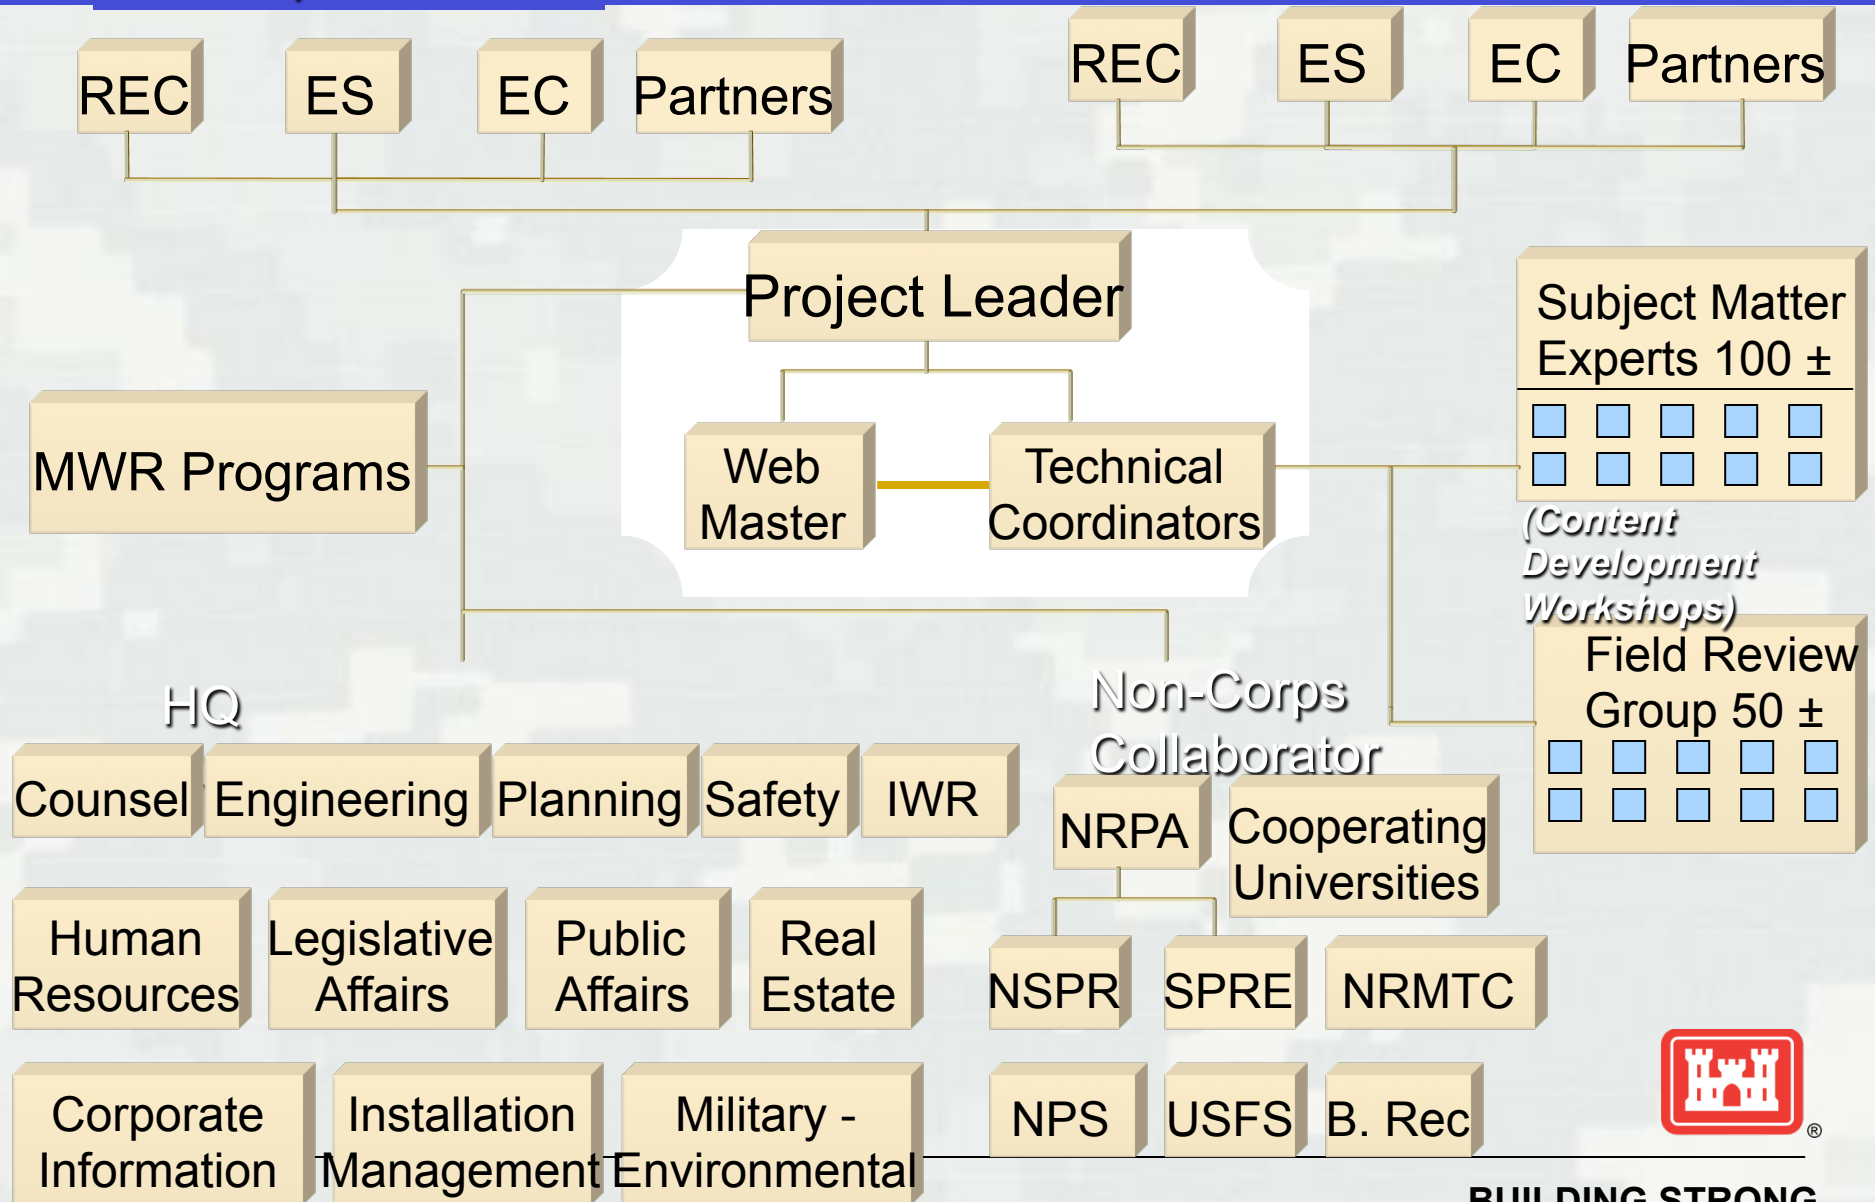 REC
ES
EC
Partners
REC
ES
EC
Partners
Project Leader
Subject Matter
Experts 100 ±
MWR Programs
Web
Master
Technical
Coordinators
(Content
Development
Workshops)
Field Review
Group 50 ±
HQ
Non-Corps
Collaborator
Counsel
Engineering
Planning
Safety
IWR
NRPA
Cooperating
Universities
Human
Resources
Legislative
Affairs
Public
Affairs
Real
Estate
NSPR
SPRE
NRMTC
Corporate
Information
Installation
Management
Military -
Environmental
NPS
USFS
B. Rec
®
BUILDING STRONG